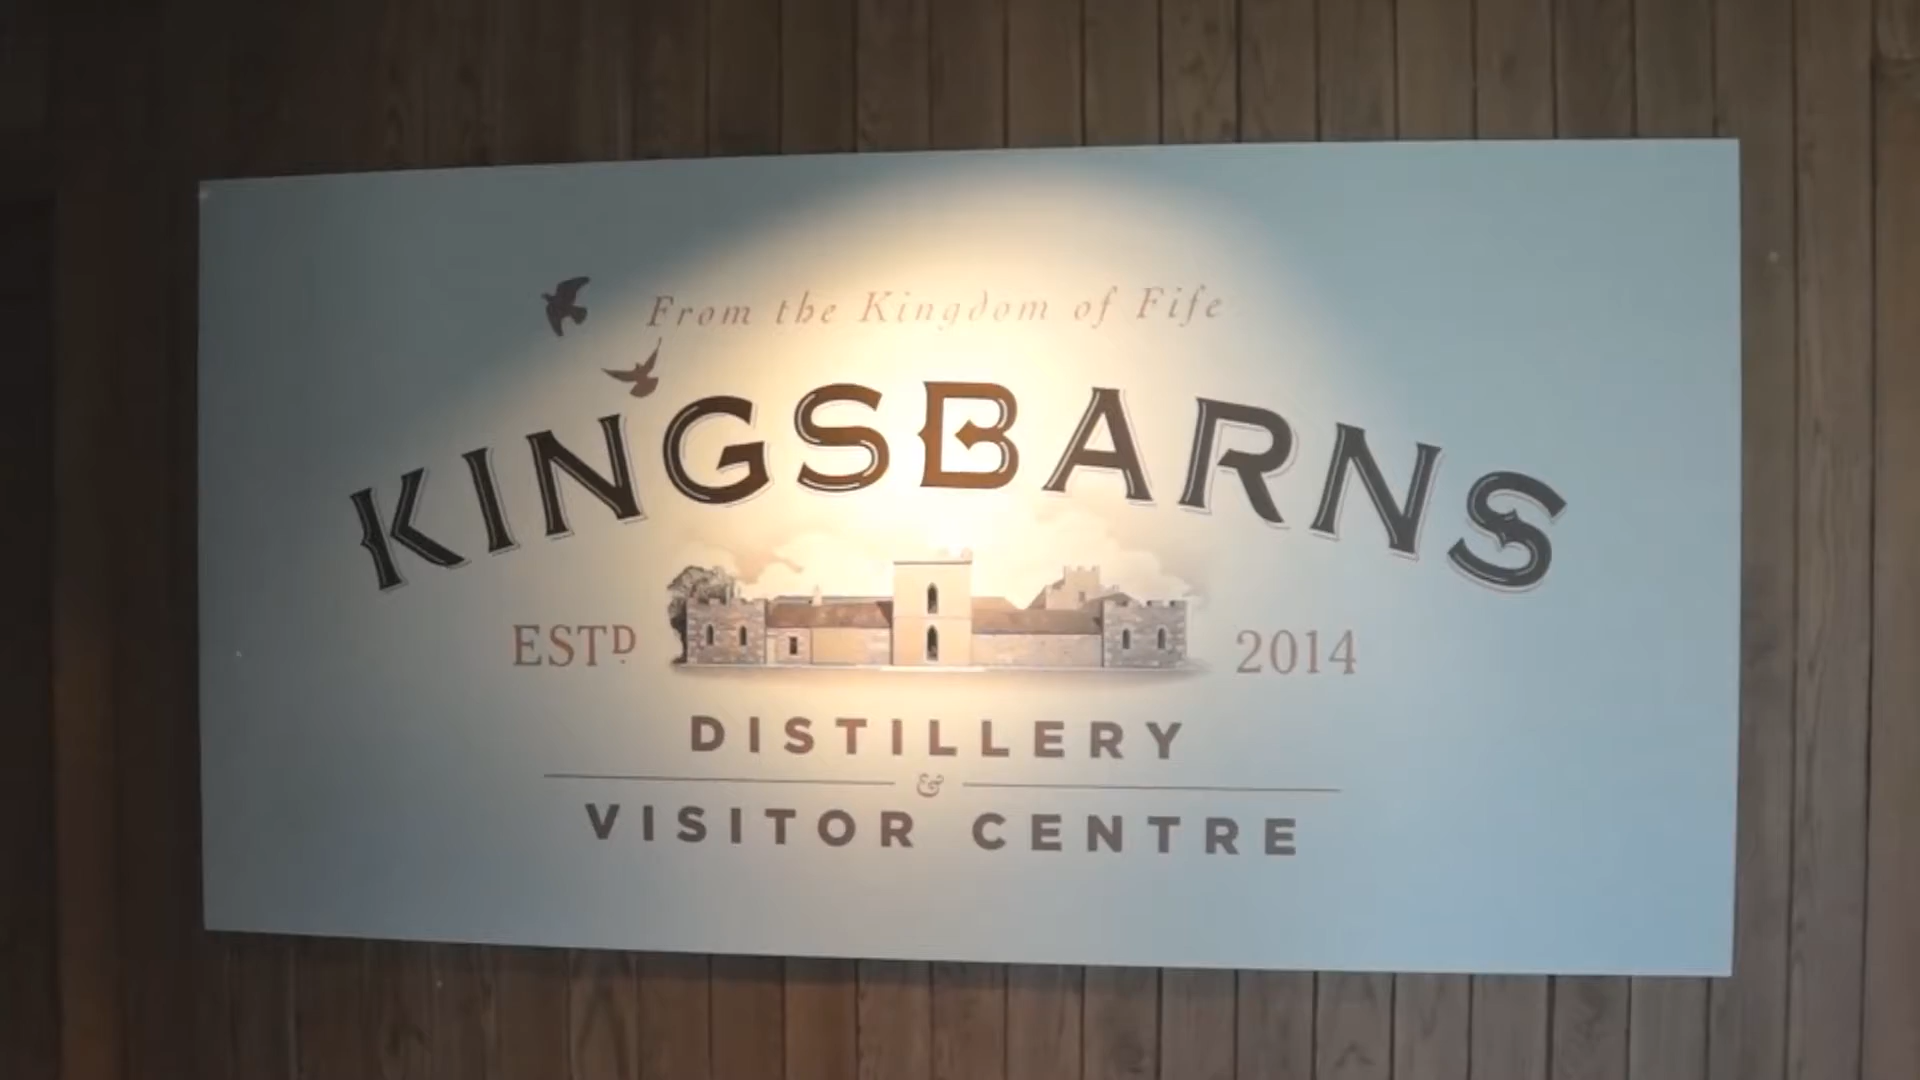 From the Kingdom of Fife
KINGSBARNS
ESTD 2014
DISTILLERY
&
VISITOR CENTRE